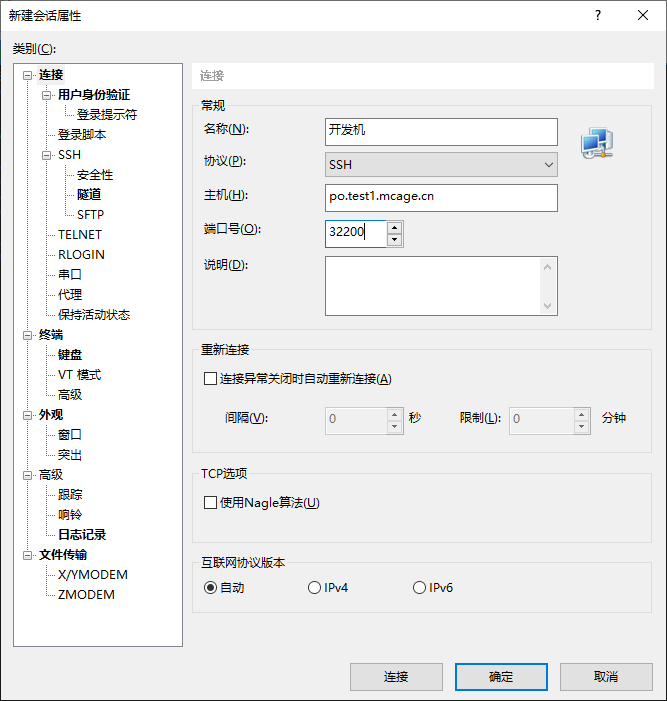 新建会话属性
?
类别(C):
连接
用户身份验证
登录提示符
登录脚本
SSH
安全性
隧道
SFTP
TELNET
RLOGIN
串口
代理
保持活动状态
终端
键盘
VT 模式
高级
外观
窗口
突出
高级
跟踪
响铃
日志记录
文件传输
X/YMODEM
ZMODEM
连接
常规
名称(N): 开发机
协议(P): SSH
主机(H): po.test1.mcage.cn
端口号(O): 32200
说明(D):
重新连接
连接异常关闭时自动重新连接(A)
间隔(V): 0 秒 限制(L): 0 分钟
TCP选项
使用Nagle算法(U)
互联网协议版本
自动 IPv4 IPv6
连接 确定 取消